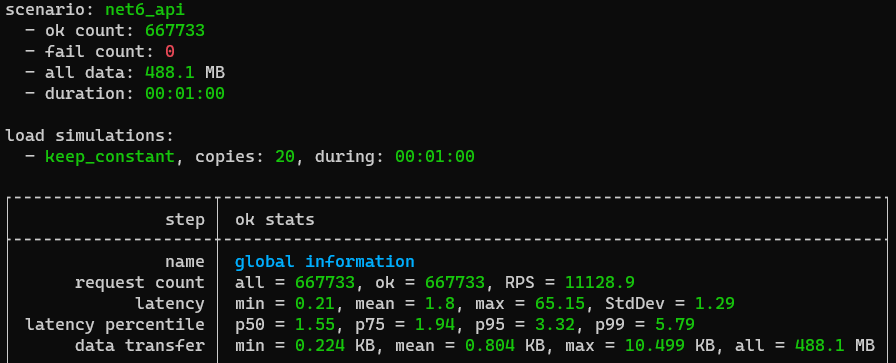 scenario: net6_api
- ok count: 667733
- fail count: 0
- all data: 488.1 MB
- duration: 00:01:00
load simulations:
- keep_constant, copies: 20, during: 00:01:00
step ok stats
name global information
request count all = 667733, ok = 667733, RPS = 11128.9
latency min = 0.21, mean = 1.8, max = 65.15, StdDev = 1.29
latency percentile p50 = 1.55, p75 = 1.94, p95 = 3.32, p99 = 5.79
data transfer min = 0.224 KB, mean = 0.804 KB, max = 10.499 KB, all = 488.1 MB